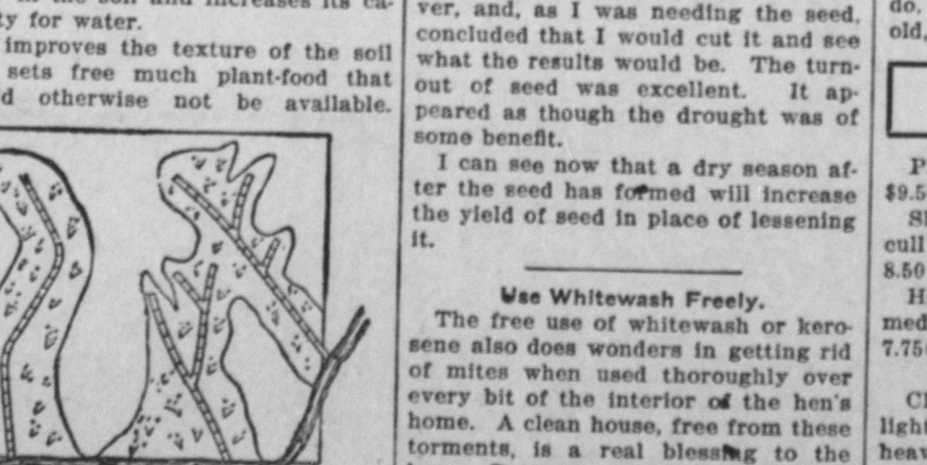 ty for water.
improves the texture of the soil
sets free much plant-food that
d otherwise not be available.
ver, and, as I was needing the seed,
concluded that I would cut it and see
what the results would be. The turn-
out of seed was excellent. It ap-
peared as though the drought was of
some benefit.
I can see now that a dry season af-
ter the seed has formed will increase
the yield of seed in place of lessening
it.
Use Whitewash Freely.
The free use of whitewash or kero-
sene also does wonders in getting rid
of mites when used thoroughly over
every bit of the interior of the hen's
home. A clean house, free from these
torments, is a real blessing to the
do,
old,
P
$9.5
Sl
cull
8.50
H
med
7.75
Cl
light
heav